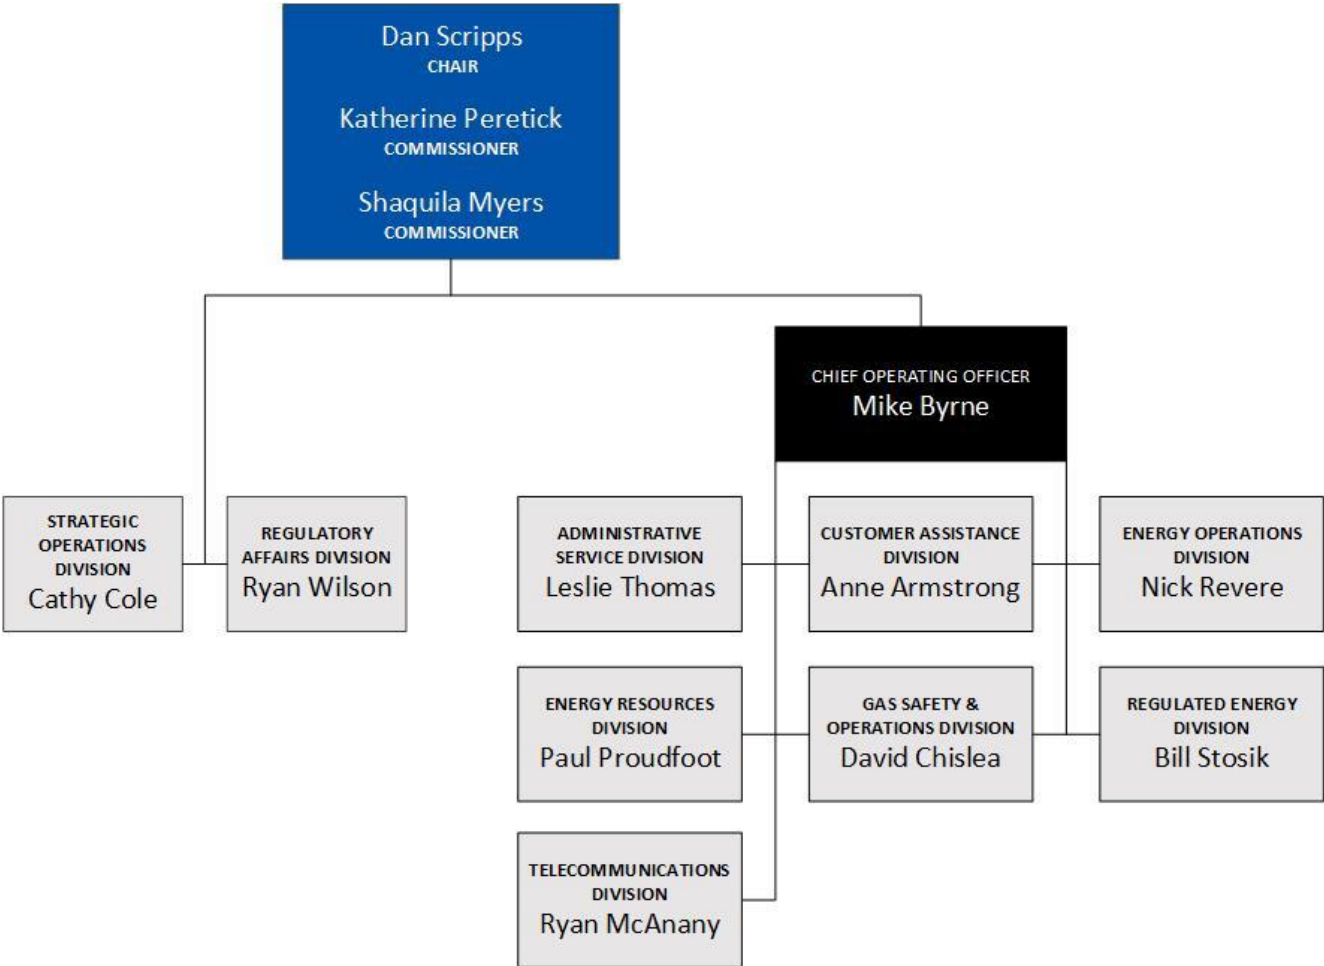 Dan Scripps
CHAIR
Katherine Peretick
COMMISSIONER
Shaquila Myers
COMMISSIONER
CHIEF OPERATING OFFICER
Mike Byrne
STRATEGIC
OPERATIONS
DIVISION
Cathy Cole
REGULATORY
AFFAIRS DIVISION
Ryan Wilson
ADMINISTRATIVE
SERVICE DIVISION
Leslie Thomas
CUSTOMER ASSISTANCE
DIVISION
Anne Armstrong
ENERGY OPERATIONS
DIVISION
Nick Revere
ENERGY RESOURCES
DIVISION
Paul Proudfoot
GAS SAFETY &
OPERATIONS DIVISION
David Chislea
REGULATED ENERGY
DIVISION
Bill Stosik
TELECOMMUNICATIONS
DIVISION
Ryan McAnany